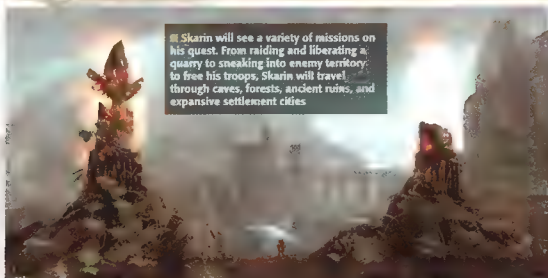 Skarin will see a variety of missions on
his quest. From raiding and liberating a
quarry to sneaking into enemy territory
to free his troops, Skarin will travel
through caves, forests, ancient ruins, and
expansive settlement cities